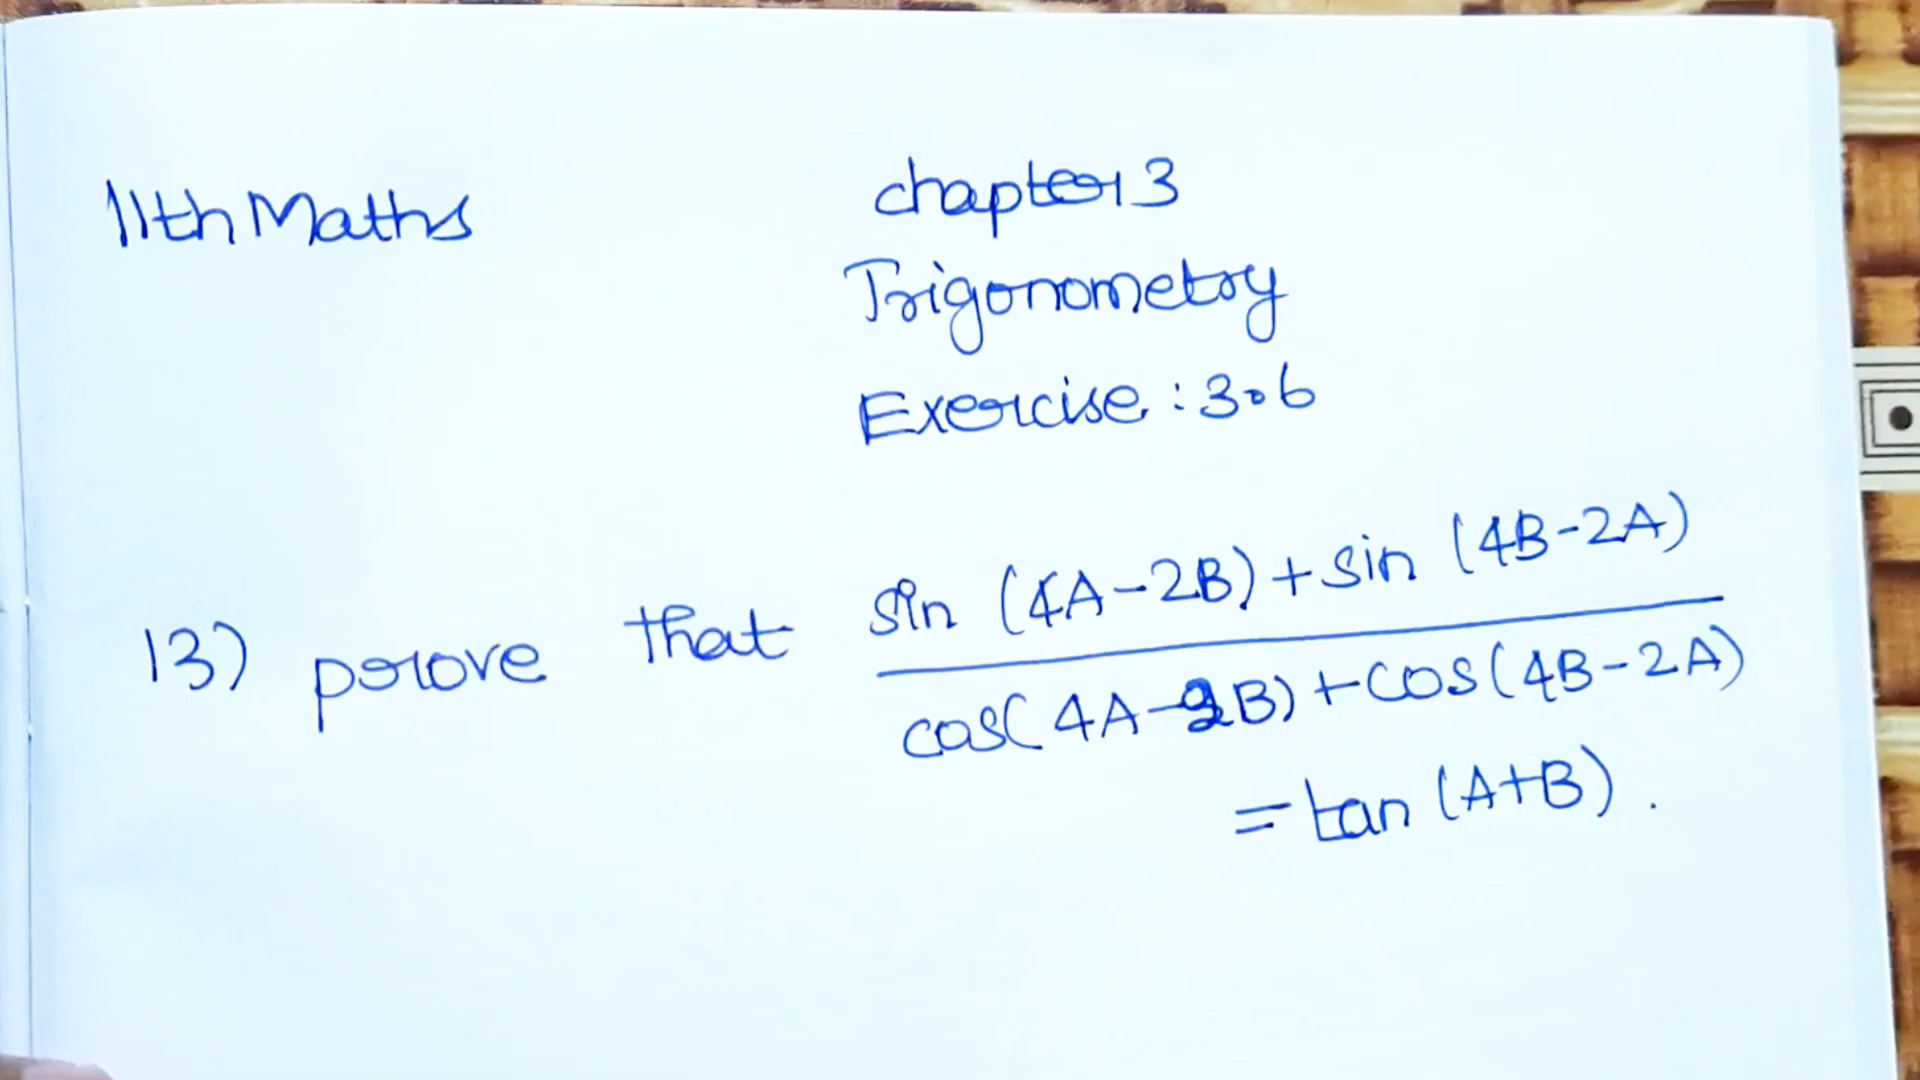 11th Maths
chapter 3
Trigonometry
Exercise : 3.6
13) prove that sin (4A-2B)+sin (4B-2A)
cos(4A-2B)+cos(4B-2A)
= tan (A+B).